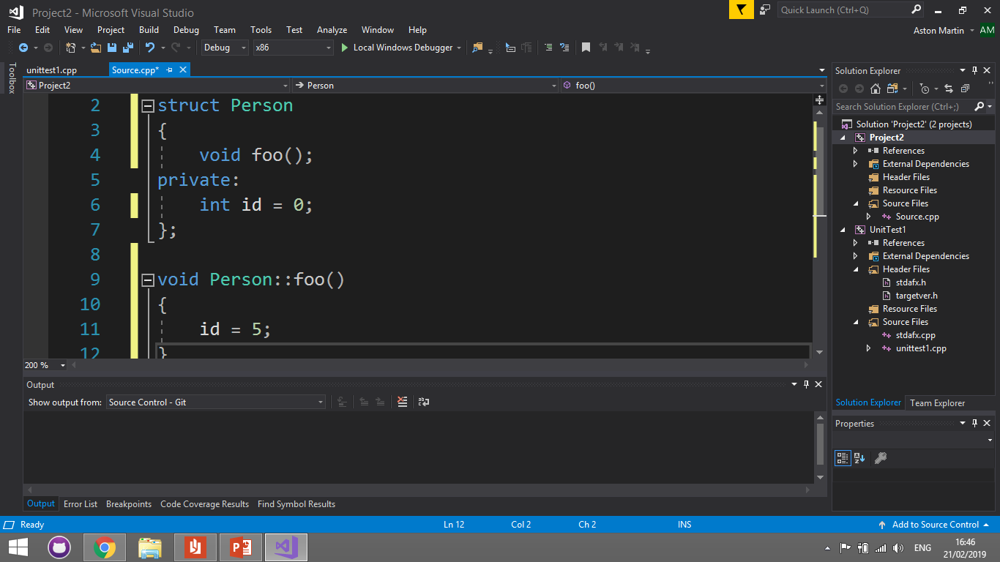 Project2 - Microsoft Visual Studio
Quick Launch (Ctrl+Q)
File Edit View Project Build Debug Team Tools Test Analyze Window Help
Aston Martin AM
Debug x86 Local Windows Debugger
Toolbox
unittest1.cpp Source.cpp*
Project2 Person foo()
2 struct Person
3 {
4 void foo();
5 private:
6 int id = 0;
7 };
8
9 void Person::foo()
10 {
11 id = 5;
12 }
200 %
Output
Show output from: Source Control - Git
Output Error List Breakpoints Code Coverage Results Find Symbol Results
Solution Explorer
Search Solution Explorer (Ctrl+;)
Solution 'Project2' (2 projects)
Project2
References
External Dependencies
Header Files
Resource Files
Source Files
Source.cpp
UnitTest1
References
External Dependencies
Header Files
stdafx.h
targetver.h
Resource Files
Source Files
stdafx.cpp
unittest1.cpp
Solution Explorer Team Explorer
Properties
Ready Ln 12 Col 2 Ch 2 INS Add to Source Control
ENG
16:46
21/02/2019